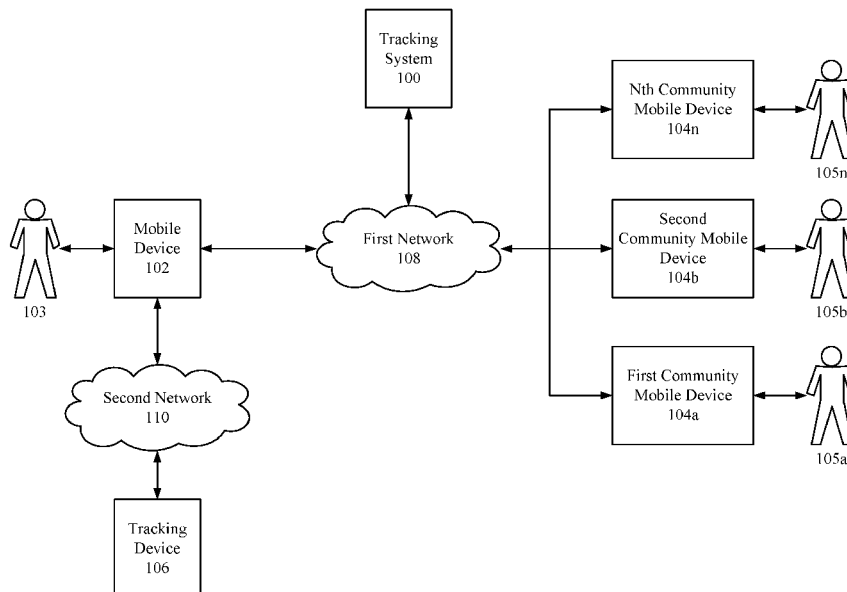 Tracking
System
100
Nth Community
Mobile Device
104n
105n
Mobile
Device
102
103
First Network
108
Second
Community Mobile
Device
104b
105b
Second Network
110
First Community
Mobile Device
104a
105a
Tracking
Device
106